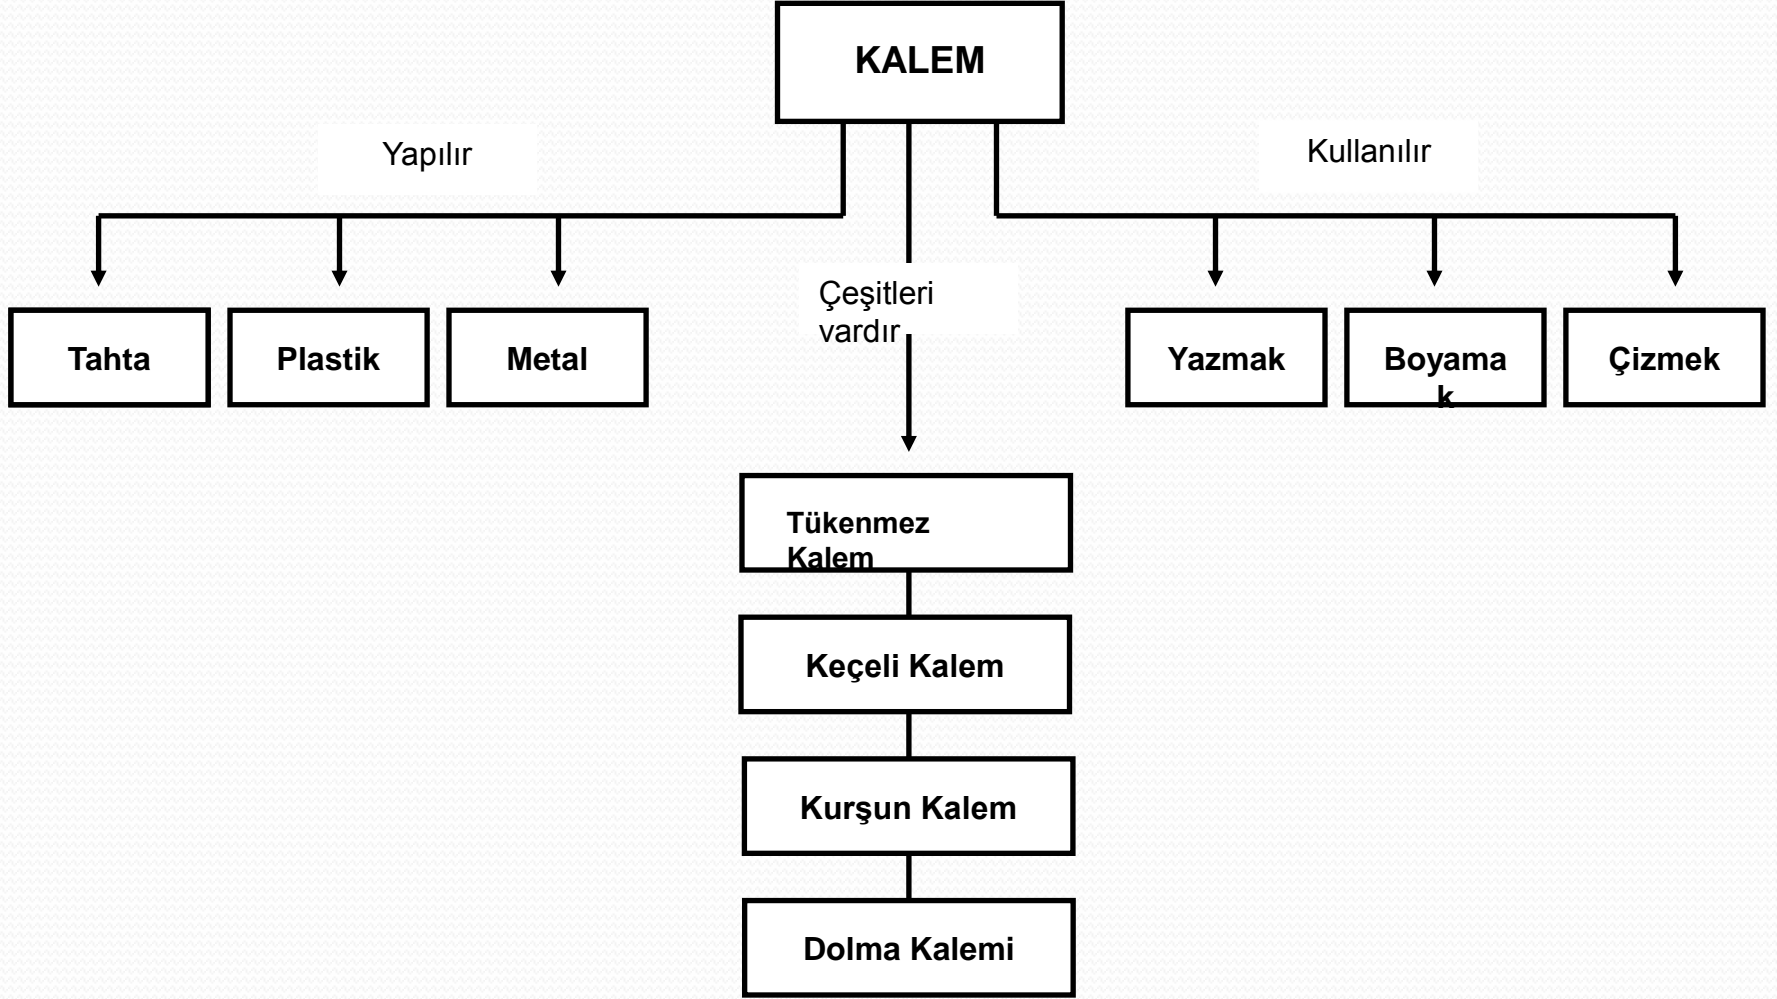 KALEM
Yapılır
Kullanılır
Çeşitleri
vardır
Tahta
Plastik
Metal
Yazmak
Boyama
k
Çizmek
Tükenmez
Kalem
Keçeli Kalem
Kurşun Kalem
Dolma Kalemi